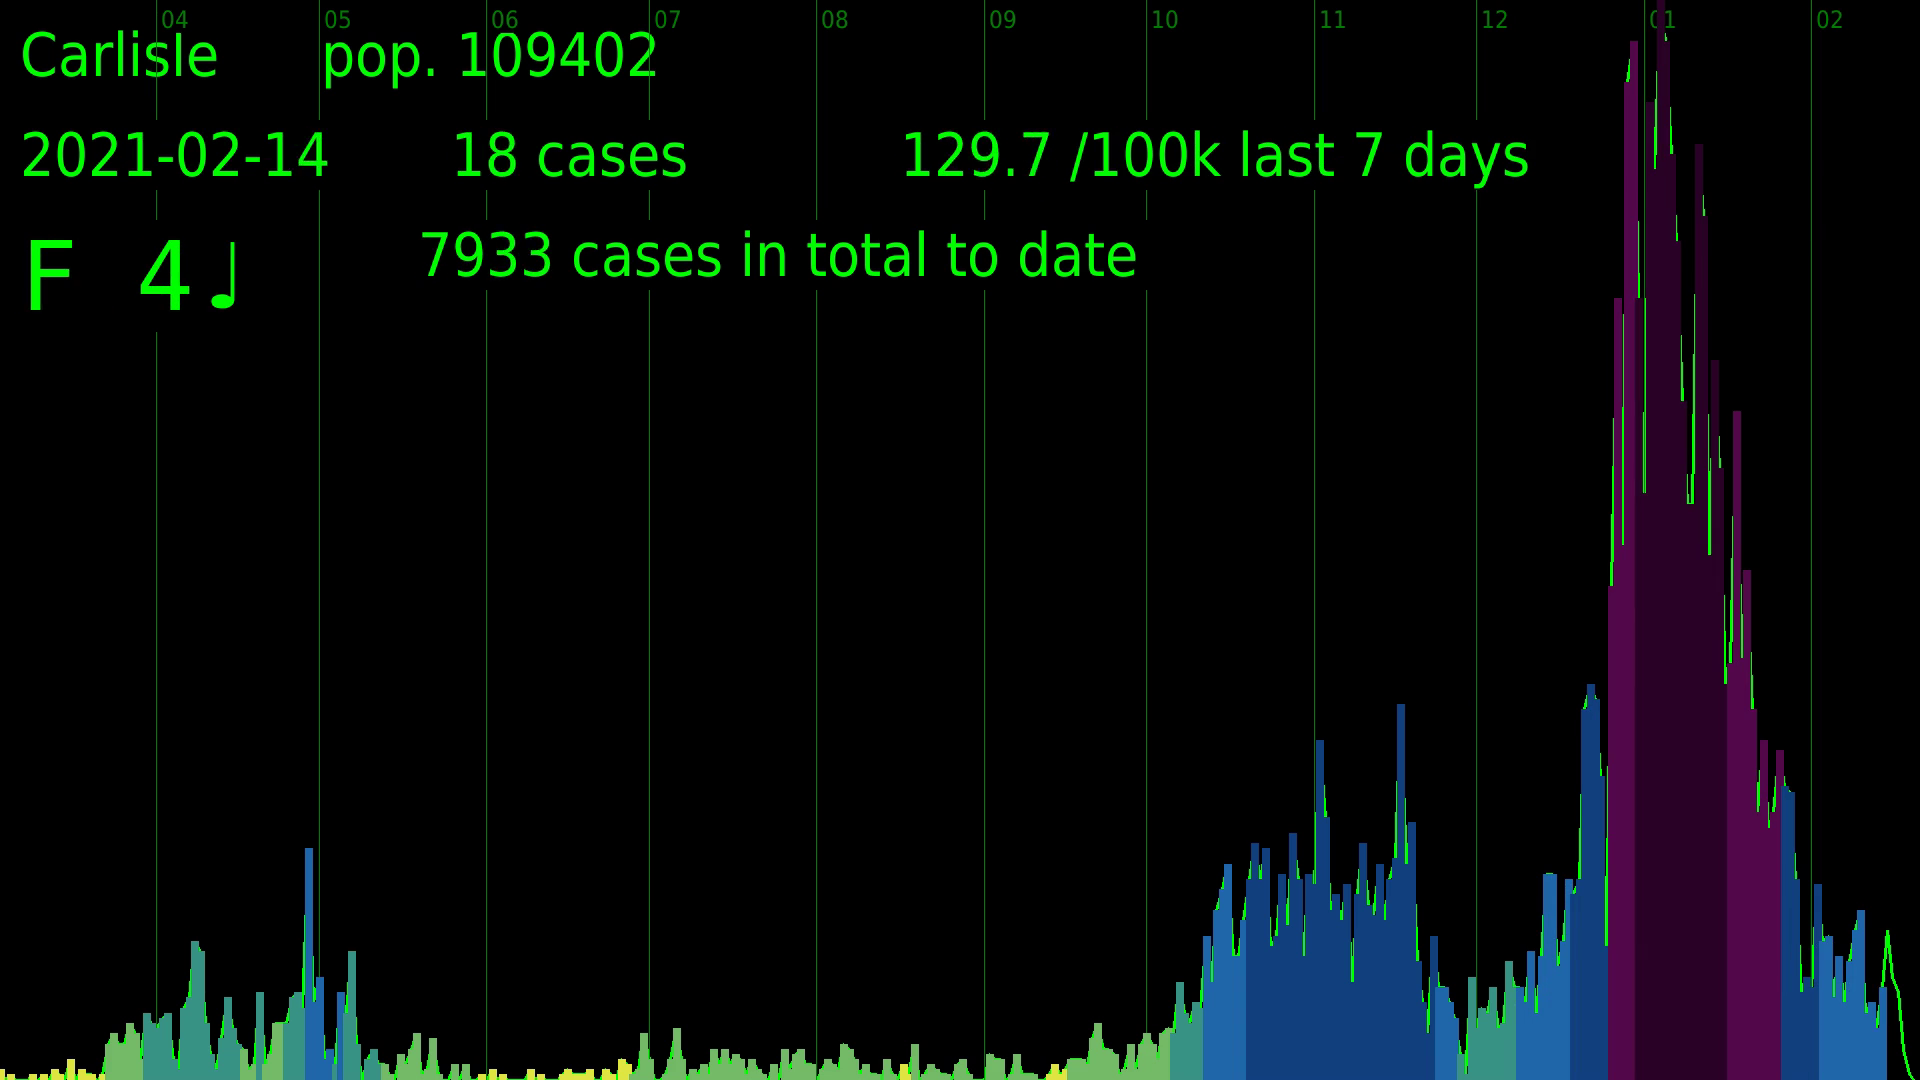 04 05 06 07 08 09 10 11 12 01 02
Carlisle pop. 109402
2021-02-14 18 cases 129.7 /100k last 7 days
F 4♩ 7933 cases in total to date